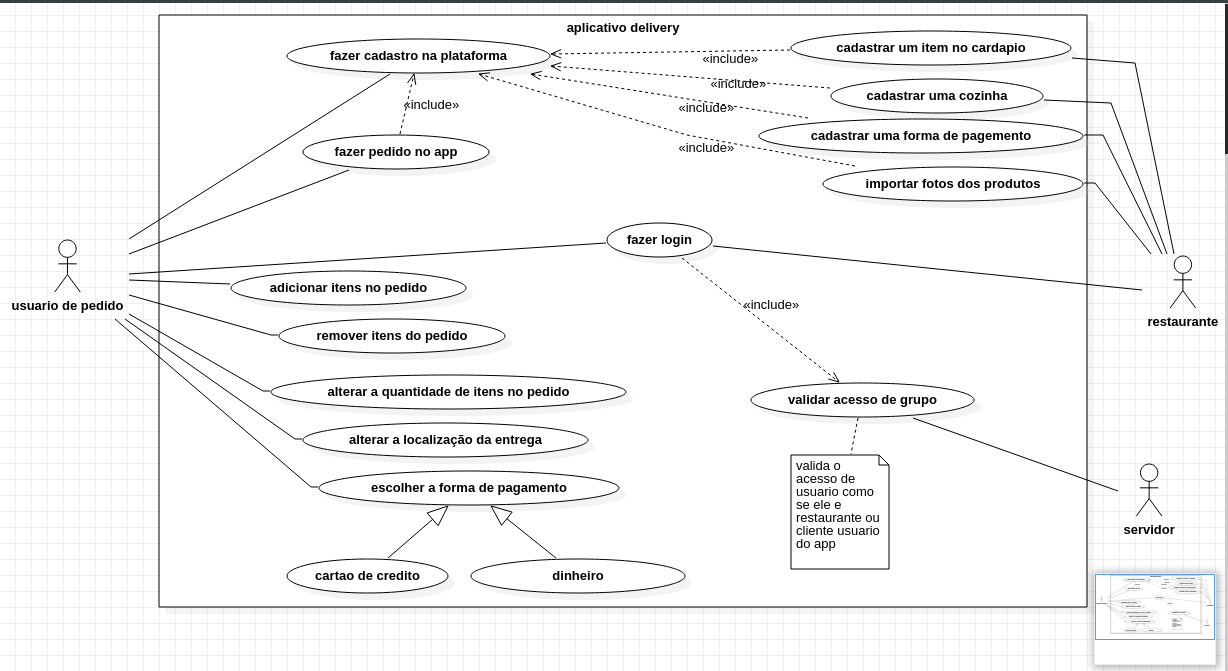 aplicativo delivery
fazer cadastro na plataforma
cadastrar um item no cardapio
«include»
«include»
cadastrar uma cozinha
«include»
«include»
cadastrar uma forma de pagemento
fazer pedido no app
«include»
importar fotos dos produtos
fazer login
usuario de pedido
adicionar itens no pedido
«include»
restaurante
remover itens do pedido
alterar a quantidade de itens no pedido
validar acesso de grupo
alterar a localização da entrega
valida o
acesso de
usuario como
se ele e
restaurante ou
cliente usuario
do app
escolher a forma de pagamento
servidor
cartao de credito
dinheiro